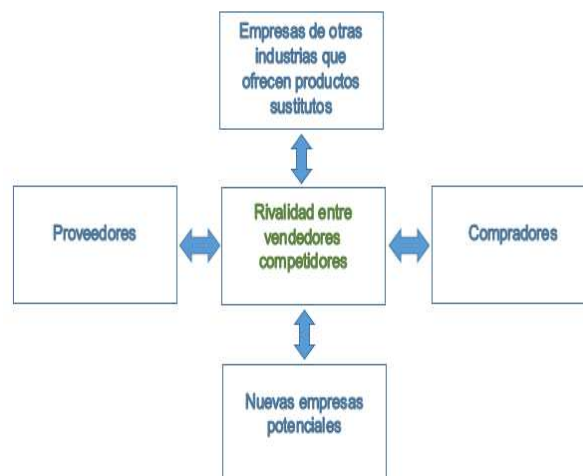 Empresas de otras
industrias que
ofrecen productos
sustitutos
Proveedores
Rivalidad entre
vendedores
competidores
Compradores
Nuevas empresas
potenciales